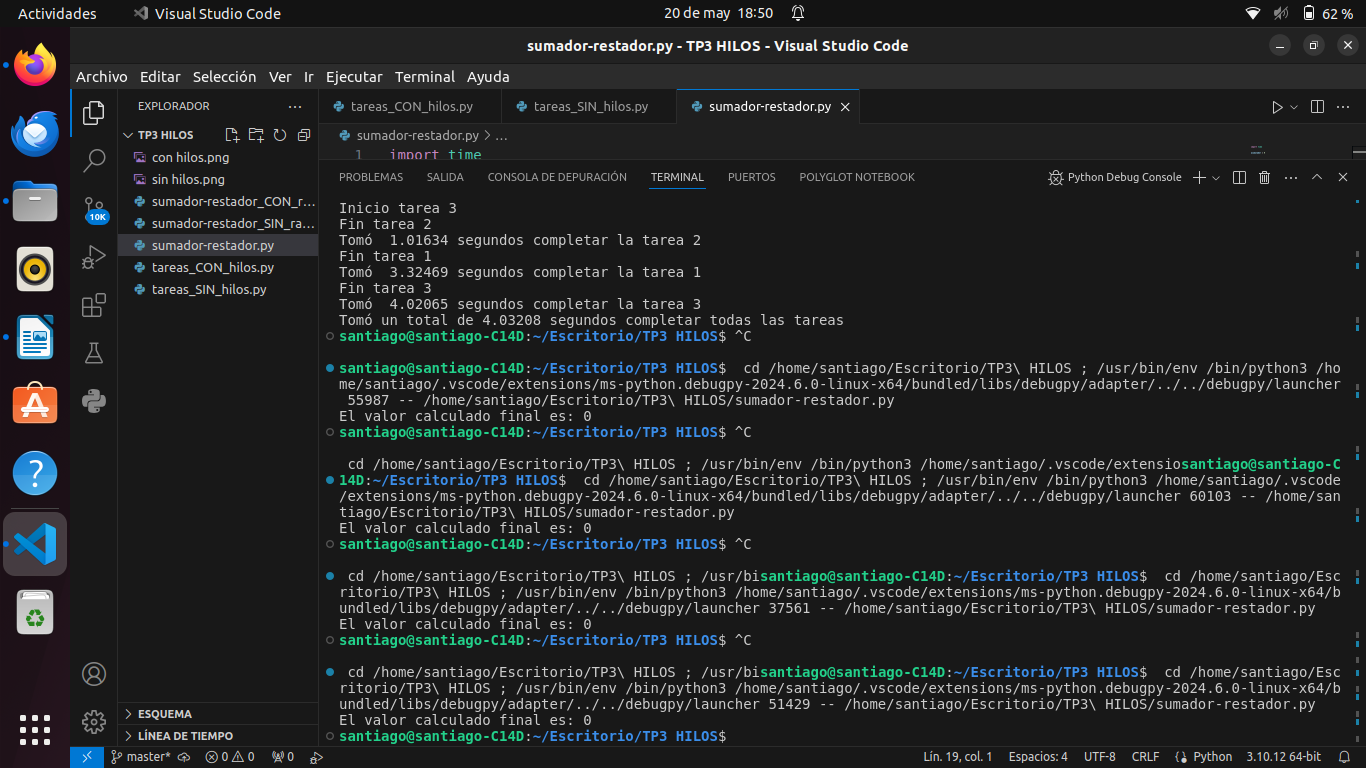 Actividades
Visual Studio Code
20 de may 18:50
62 %
sumador-restador.py - TP3 HILOS - Visual Studio Code
Archivo Editar Selección Ver Ir Ejecutar Terminal Ayuda
EXPLORADOR
TP3 HILOS
con hilos.png
sin hilos.png
sumador-restador_CON_r...
sumador-restador_SIN_ra...
sumador-restador.py
tareas_CON_hilos.py
tareas_SIN_hilos.py
10K
ESQUEMA
LÍNEA DE TIEMPO
tareas_CON_hilos.py
tareas_SIN_hilos.py
sumador-restador.py
sumador-restador.py > ...
1 import time
PROBLEMAS SALIDA CONSOLA DE DEPURACIÓN TERMINAL PUERTOS POLYGLOT NOTEBOOK
Python Debug Console
Inicio tarea 3
Fin tarea 2
Tomó  1.01634 segundos completar la tarea 2
Fin tarea 1
Tomó  3.32469 segundos completar la tarea 1
Fin tarea 3
Tomó  4.02065 segundos completar la tarea 3
Tomó un total de 4.03208 segundos completar todas las tareas
santiago@santiago-C14D:~/Escritorio/TP3 HILOS$ ^C
santiago@santiago-C14D:~/Escritorio/TP3 HILOS$  cd /home/santiago/Escritorio/TP3\ HILOS ; /usr/bin/env /bin/python3 /ho
me/santiago/.vscode/extensions/ms-python.debugpy-2024.6.0-linux-x64/bundled/libs/debugpy/adapter/../../debugpy/launcher
 55987 -- /home/santiago/Escritorio/TP3\ HILOS/sumador-restador.py
El valor calculado final es: 0
santiago@santiago-C14D:~/Escritorio/TP3 HILOS$ ^C
 cd /home/santiago/Escritorio/TP3\ HILOS ; /usr/bin/env /bin/python3 /home/santiago/.vscode/extensiosantiago@santiago-C
14D:~/Escritorio/TP3 HILOS$  cd /home/santiago/Escritorio/TP3\ HILOS ; /usr/bin/env /bin/python3 /home/santiago/.vscode
/extensions/ms-python.debugpy-2024.6.0-linux-x64/bundled/libs/debugpy/adapter/../../debugpy/launcher 60103 -- /home/san
tiago/Escritorio/TP3\ HILOS/sumador-restador.py
El valor calculado final es: 0
santiago@santiago-C14D:~/Escritorio/TP3 HILOS$ ^C
 cd /home/santiago/Escritorio/TP3\ HILOS ; /usr/bisantiago@santiago-C14D:~/Escritorio/TP3 HILOS$  cd /home/santiago/Esc
ritorio/TP3\ HILOS ; /usr/bin/env /bin/python3 /home/santiago/.vscode/extensions/ms-python.debugpy-2024.6.0-linux-x64/b
undled/libs/debugpy/adapter/../../debugpy/launcher 37561 -- /home/santiago/Escritorio/TP3\ HILOS/sumador-restador.py
El valor calculado final es: 0
santiago@santiago-C14D:~/Escritorio/TP3 HILOS$ ^C
 cd /home/santiago/Escritorio/TP3\ HILOS ; /usr/bisantiago@santiago-C14D:~/Escritorio/TP3 HILOS$  cd /home/santiago/Esc
ritorio/TP3\ HILOS ; /usr/bin/env /bin/python3 /home/santiago/.vscode/extensions/ms-python.debugpy-2024.6.0-linux-x64/b
undled/libs/debugpy/adapter/../../debugpy/launcher 51429 -- /home/santiago/Escritorio/TP3\ HILOS/sumador-restador.py
El valor calculado final es: 0
santiago@santiago-C14D:~/Escritorio/TP3 HILOS$
master* 0 0 0 Lín. 19, col. 1 Espacios: 4 UTF-8 CRLF Python 3.10.12 64-bit